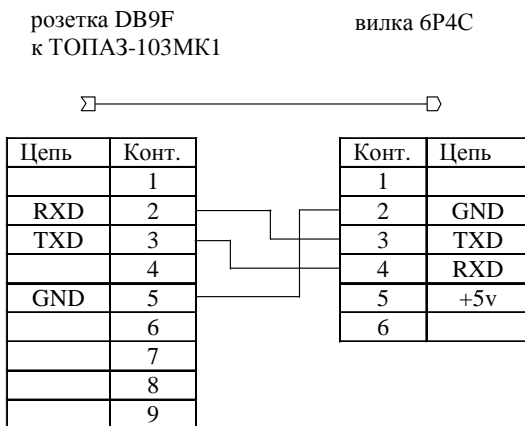 розетка DB9F
к ТОПАЗ-103МК1
вилка 6P4C
Цепь Конт.
1
RXD 2
TXD 3
4
GND 5
6
7
8
9
Конт. Цепь
1
2 GND
3 TXD
4 RXD
5 +5v
6